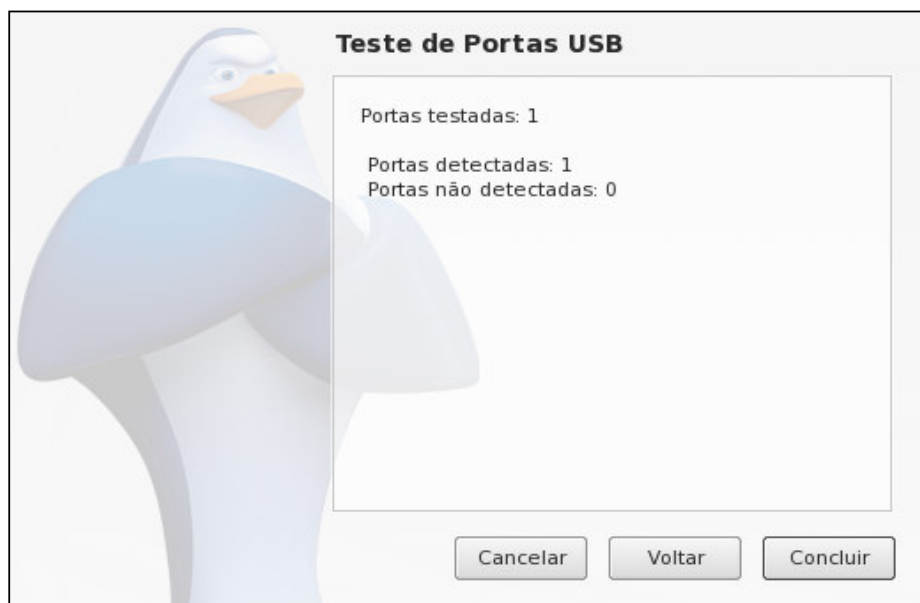 Teste de Portas USB
Portas testadas: 1
Portas detectadas: 1
Portas não detectadas: 0
Cancelar
Voltar
Concluir